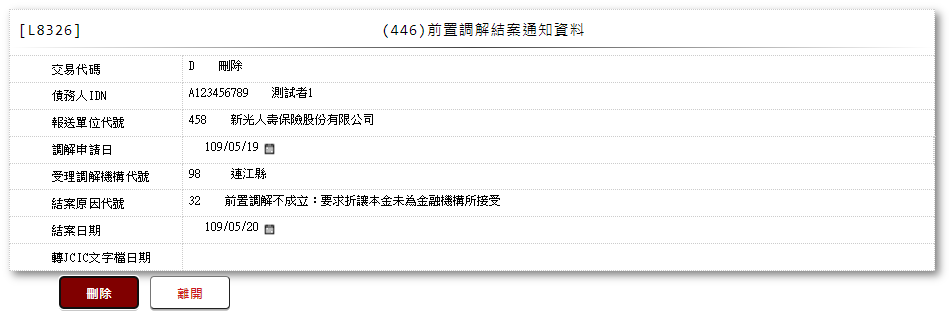 [L8326] (446)前置調解結案通知資料
交易代碼 D 刪除
債務人IDN A123456789 測試者1
報送單位代號 458 新光人壽保險股份有限公司
調解申請日 109/05/19
受理調解機構代號 98 連江縣
結案原因代號 32 前置調解不成立：要求折讓本金未為金融機構所接受
結案日期 109/05/20
轉JCIC文字檔日期
刪除 離開